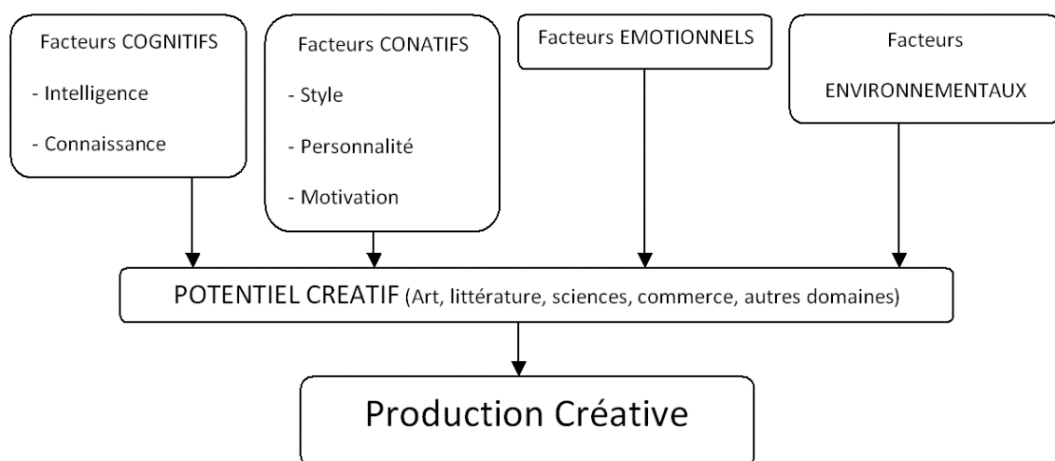 Facteurs COGNITIFS
- Intelligence
- Connaissance
Facteurs CONATIFS
- Style
- Personnalité
- Motivation
Facteurs EMOTIONNELS
Facteurs
ENVIRONNEMENTAUX
POTENTIEL CREATIF (Art, littérature, sciences, commerce, autres domaines)
Production Créative